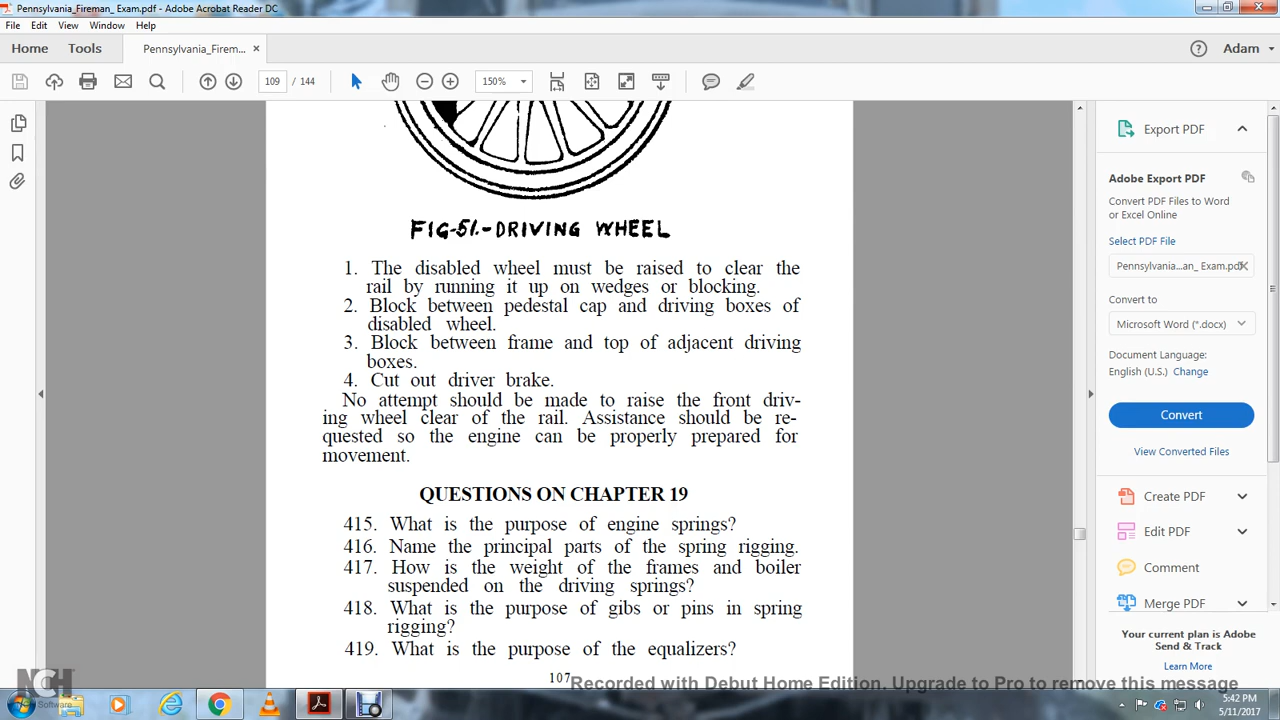 Pennsylvania_Fireman_ Exam.pdf - Adobe Acrobat Reader DC
File Edit View Window Help
Home Tools Pennsylvania_Firem... × Adam
109 / 144 150%
FIG-51.-DRIVING WHEEL
1. The disabled wheel must be raised to clear the
rail by running it up on wedges or blocking.
2. Block between pedestal cap and driving boxes of
disabled wheel.
3. Block between frame and top of adjacent driving
boxes.
4. Cut out driver brake.
No attempt should be made to raise the front driv-
ing wheel clear of the rail. Assistance should be re-
quested so the engine can be properly prepared for
movement.
QUESTIONS ON CHAPTER 19
415. What is the purpose of engine springs?
416. Name the principal parts of the spring rigging.
417. How is the weight of the frames and boiler
suspended on the driving springs?
418. What is the purpose of gibs or pins in spring
rigging?
419. What is the purpose of the equalizers?
107
Export PDF
Adobe Export PDF
Convert PDF Files to Word
or Excel Online
Select PDF File
Pennsylvania...an_ Exam.pdf
Convert to
Microsoft Word (*.docx)
Document Language:
English (U.S.) Change
Convert
View Converted Files
Create PDF
Edit PDF
Comment
Merge PDF
Your current plan is Adobe
Send & Track
Learn More
Recorded with Debut Home Edition. Upgrade to Pro to remove this message
NCH
Software
5:42 PM
5/11/2017